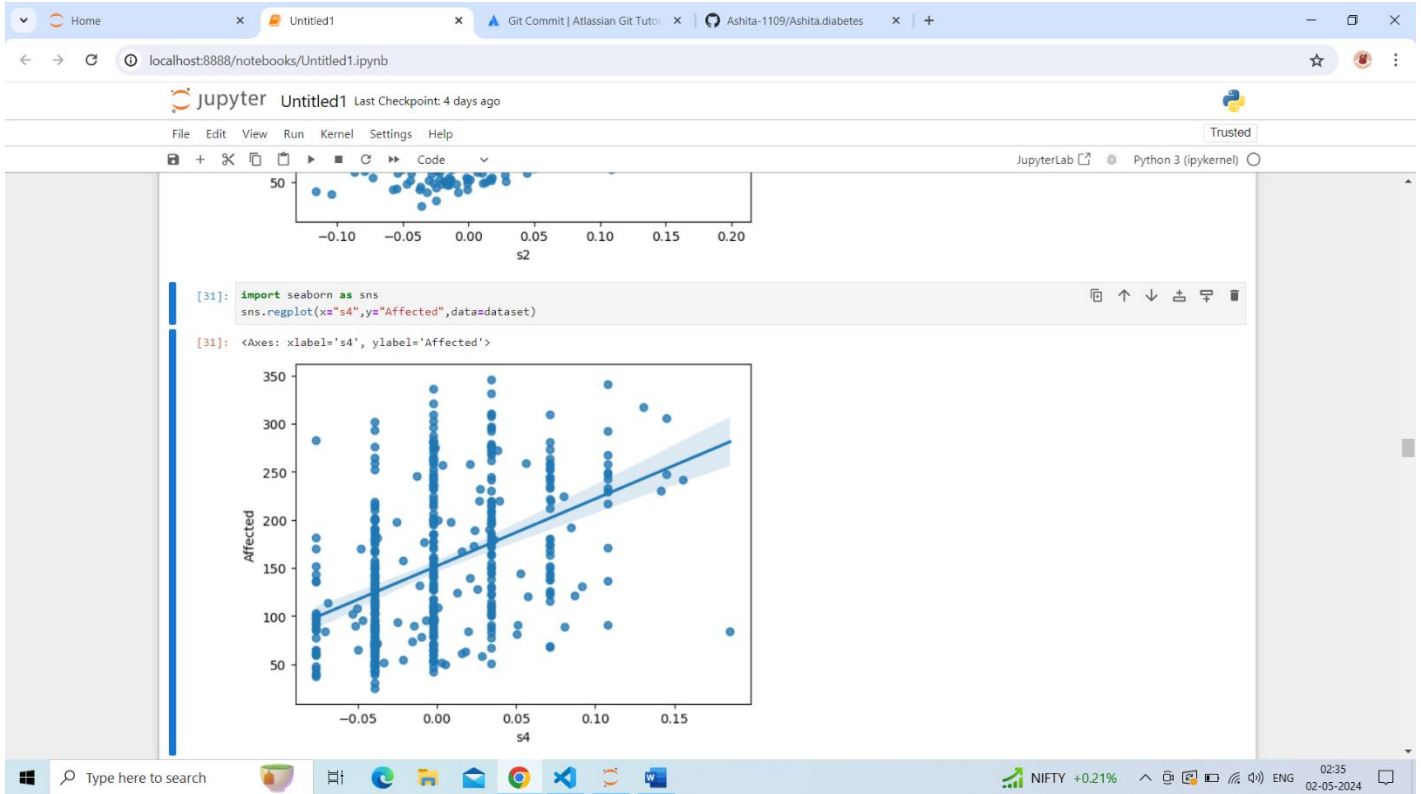 Home
Untitled1
Git Commit | Atlassian Git Tutor
Ashita-1109/Ashita.diabetes
localhost:8888/notebooks/Untitled1.ipynb
jupyter Untitled1 Last Checkpoint: 4 days ago
File Edit View Run Kernel Settings Help
Trusted
Code
JupyterLab
Python 3 (ipykernel)
50
−0.10 −0.05 0.00 0.05 0.10 0.15 0.20
s2
[31]: import seaborn as sns
sns.regplot(x="s4",y="Affected",data=dataset)
[31]: <Axes: xlabel='s4', ylabel='Affected'>
350
300
250
200
150
100
50
Affected
−0.05 0.00 0.05 0.10 0.15
s4
Type here to search
NIFTY +0.21%
ENG
02:35
02-05-2024